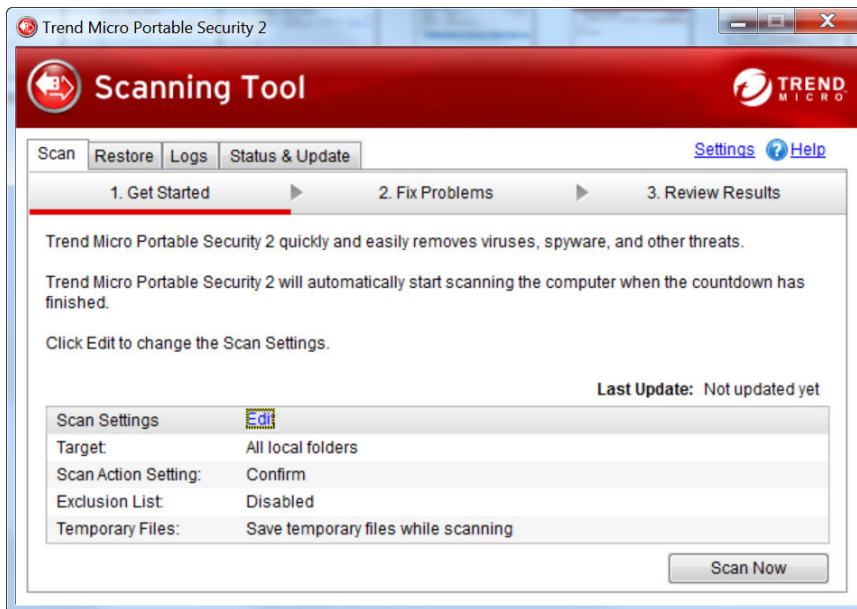 Trend Micro Portable Security 2
Scanning Tool
TREND
MICRO
Scan Restore Logs Status & Update Settings Help
1. Get Started 2. Fix Problems 3. Review Results
Trend Micro Portable Security 2 quickly and easily removes viruses, spyware, and other threats.
Trend Micro Portable Security 2 will automatically start scanning the computer when the countdown has
finished.
Click Edit to change the Scan Settings.
Last Update: Not updated yet
Scan Settings Edit
Target: All local folders
Scan Action Setting: Confirm
Exclusion List: Disabled
Temporary Files: Save temporary files while scanning
Scan Now